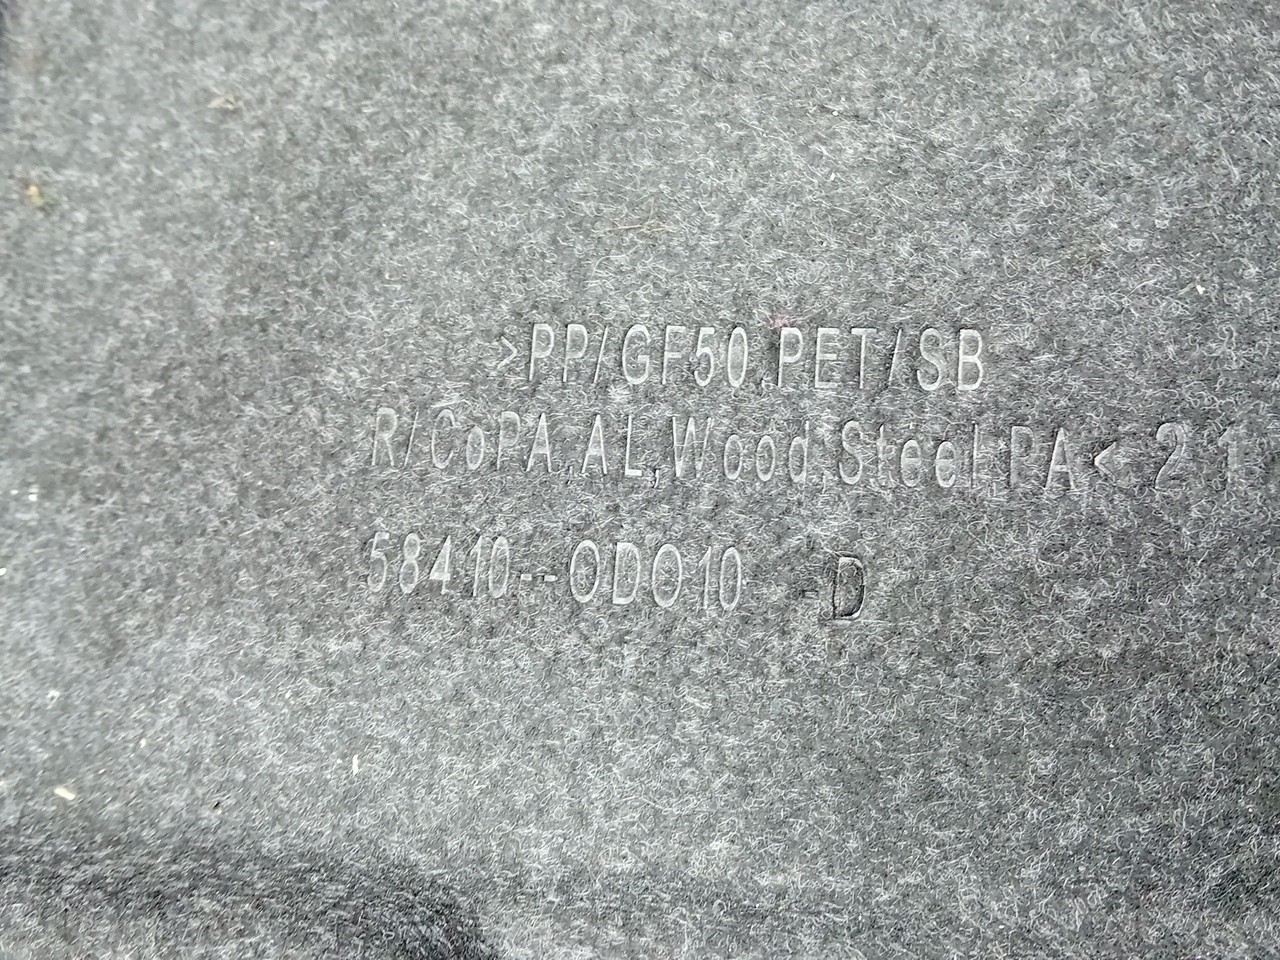 >PP/GF50,PET/SB
R/CoPA,AL,Wood,Steel,PA< 21
58410--0D010 -D